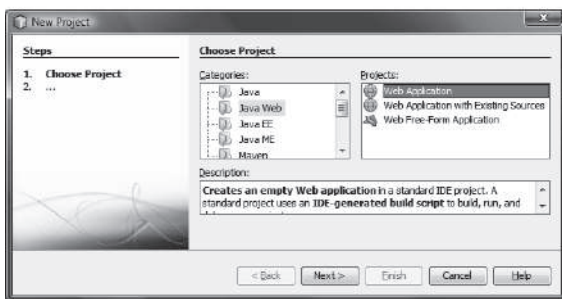 New Project
Steps
1. Choose Project
2. ...
Choose Project
Categories:
Java
Java Web
Java EE
Java ME
Maven
Projects:
Web Application
Web Application with Existing Sources
Web Free-Form Application
Description:
Creates an empty Web application in a standard IDE project. A
standard project uses an IDE-generated build script to build, run, and
< Back
Next >
Finish
Cancel
Help